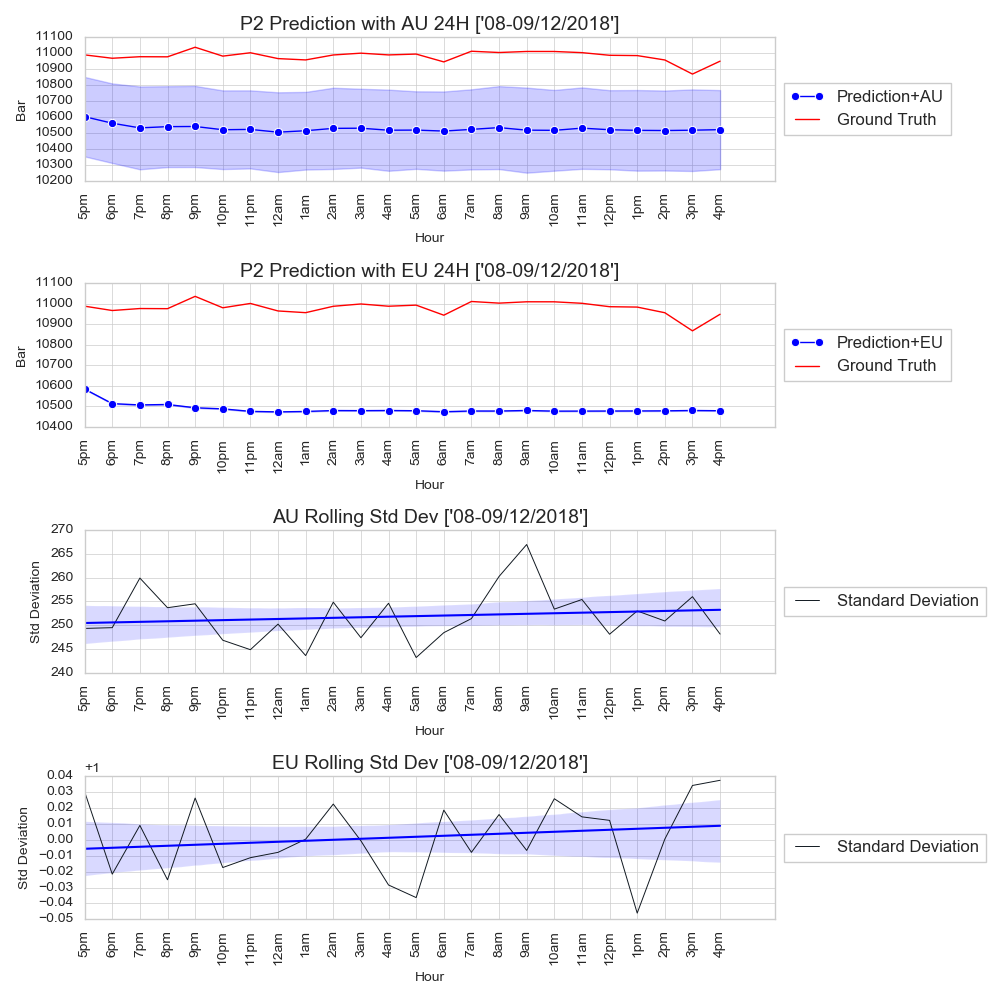 P2 Prediction with AU 24H ['08-09/12/2018']
11100
11000
10900
10800
10700
10600
10500
10400
10300
10200
Bar
5pm 6pm 7pm 8pm 9pm 10pm 11pm 12am 1am 2am 3am 4am 5am 6am 7am 8am 9am 10am 11am 12pm 1pm 2pm 3pm 4pm
Hour
Prediction+AU
Ground Truth
P2 Prediction with EU 24H ['08-09/12/2018']
11100
11000
10900
10800
10700
10600
10500
10400
Bar
5pm 6pm 7pm 8pm 9pm 10pm 11pm 12am 1am 2am 3am 4am 5am 6am 7am 8am 9am 10am 11am 12pm 1pm 2pm 3pm 4pm
Hour
Prediction+EU
Ground Truth
AU Rolling Std Dev ['08-09/12/2018']
270
265
260
255
250
245
240
Std Deviation
5pm 6pm 7pm 8pm 9pm 10pm 11pm 12am 1am 2am 3am 4am 5am 6am 7am 8am 9am 10am 11am 12pm 1pm 2pm 3pm 4pm
Hour
Standard Deviation
EU Rolling Std Dev ['08-09/12/2018']
+1
0.04
0.03
0.02
0.01
0.00
−0.01
−0.02
−0.03
−0.04
−0.05
Std Deviation
5pm 6pm 7pm 8pm 9pm 10pm 11pm 12am 1am 2am 3am 4am 5am 6am 7am 8am 9am 10am 11am 12pm 1pm 2pm 3pm 4pm
Hour
Standard Deviation